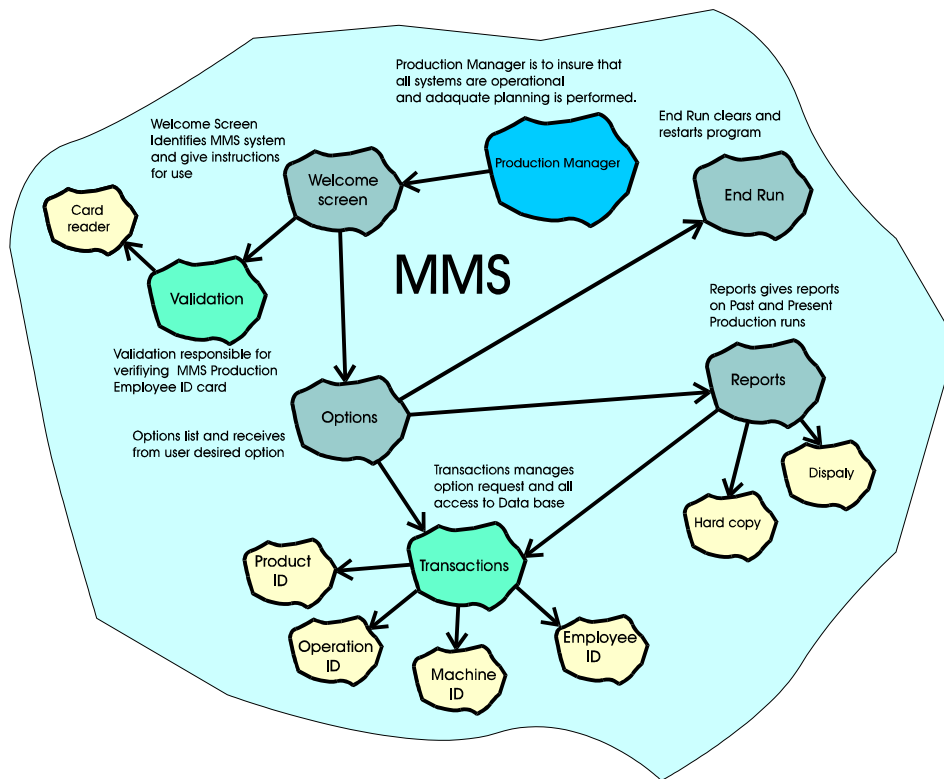 Production Manager is to insure that
all systems are operational
and adaquate planning is performed.
Welcome Screen
Identifies MMS system
and give instructions
for use
End Run clears and
restarts program
Production Manager
Welcome
screen
End Run
Card
reader
MMS
Validation
Reports gives reports
on Past and Present
Production runs
Validation responsible for
verifiying MMS Production
Employee ID card
Reports
Options
Options list and receives
from user desired option
Transactions manages
option request and all
access to Data base
Dispaly
Hard copy
Transactions
Product
ID
Operation
ID
Machine
ID
Employee
ID